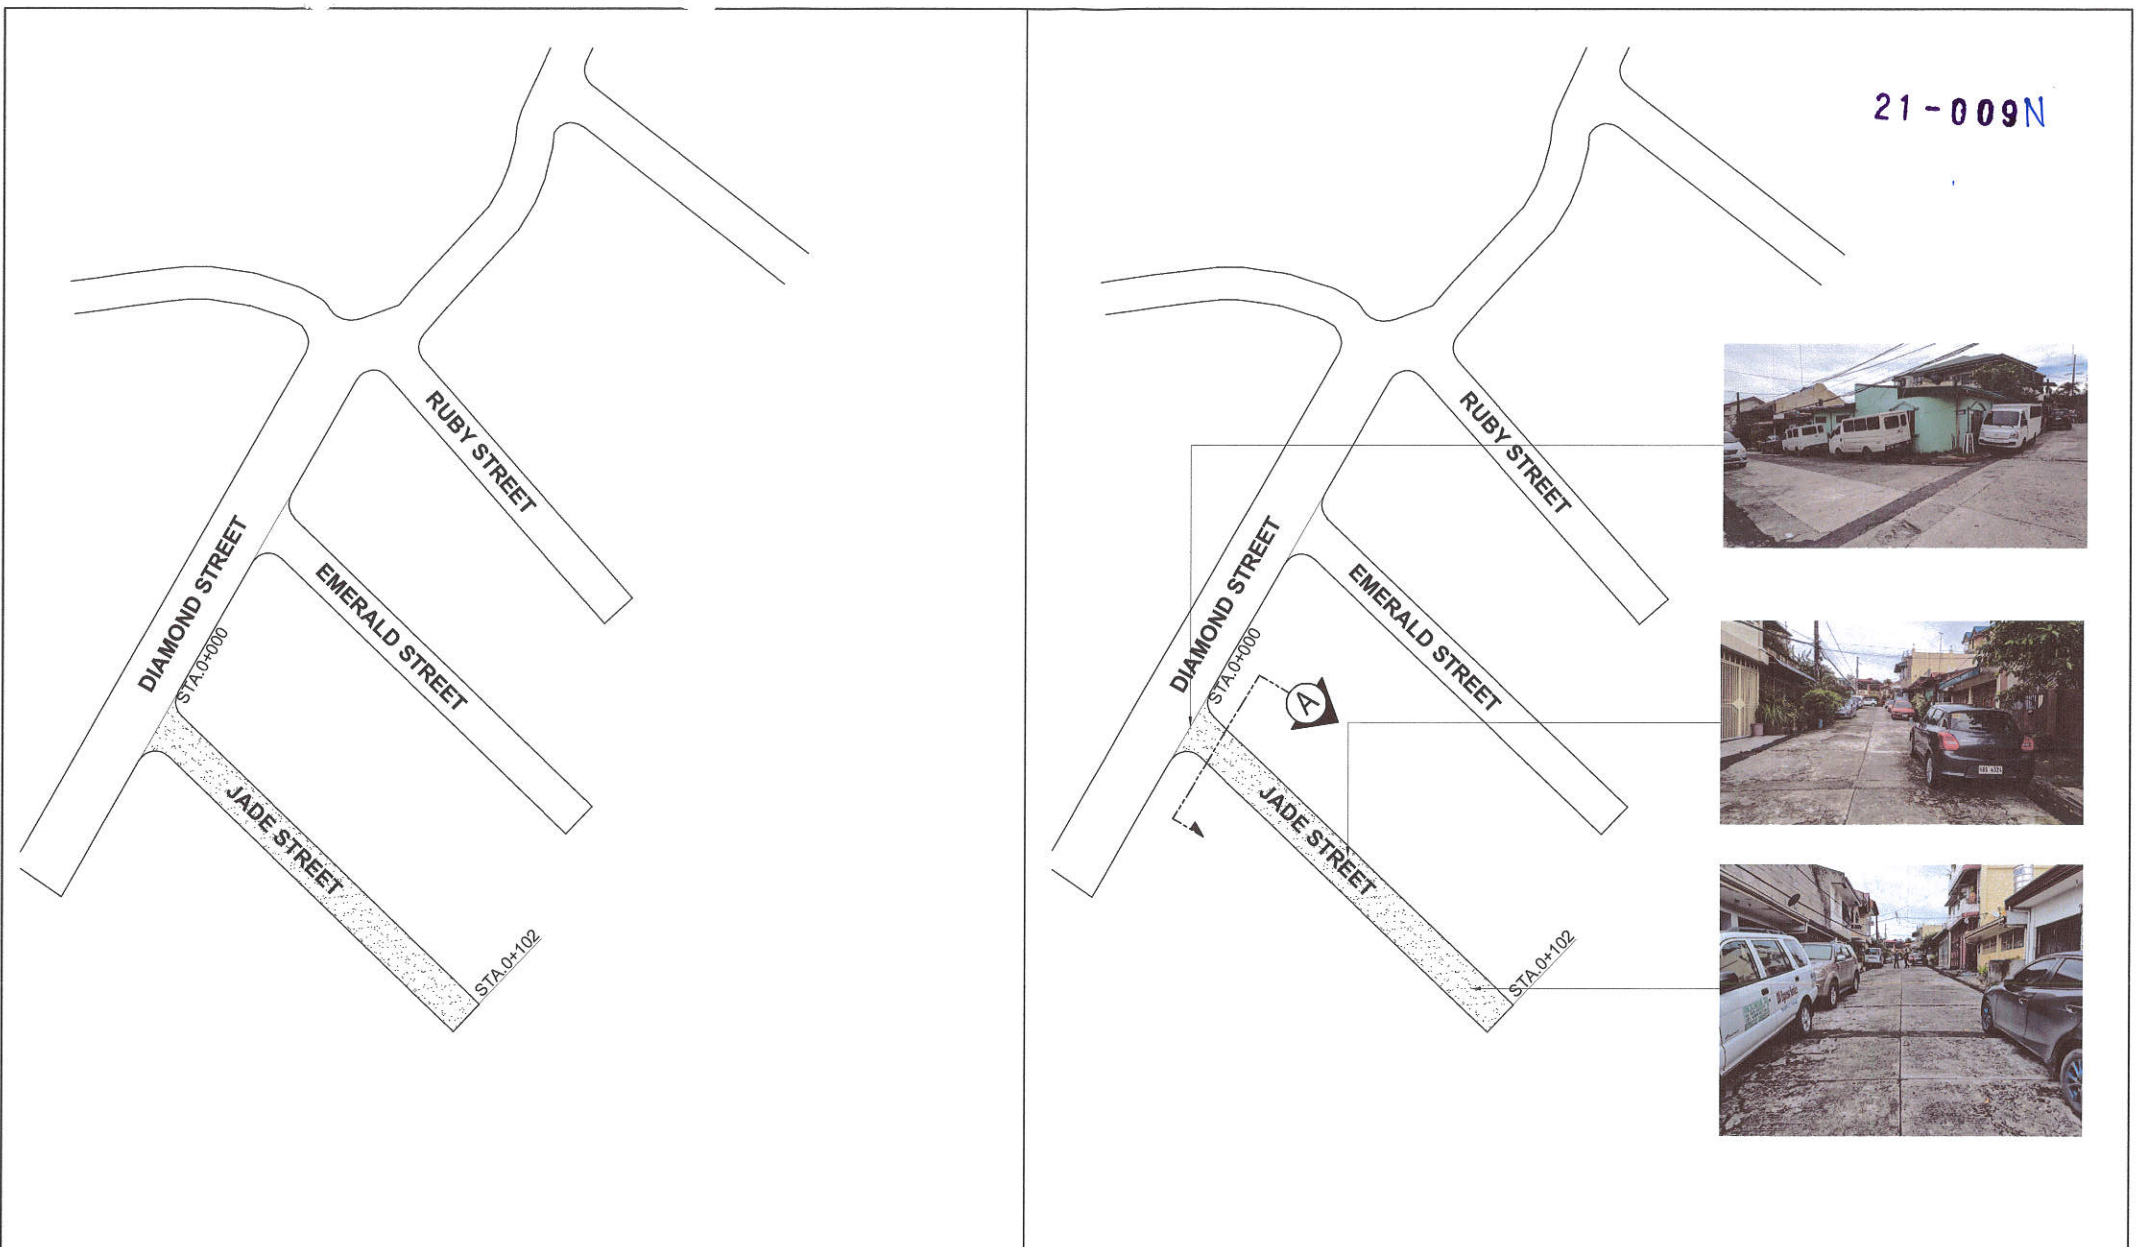 RUBY STREET
DIAMOND STREET
EMERALD STREET
STA.0+000
JADE STREET
STA.0+102
21-009N
RUBY STREET
DIAMOND STREET
EMERALD STREET
STA.0+000
A
JADE STREET
STA.0+102